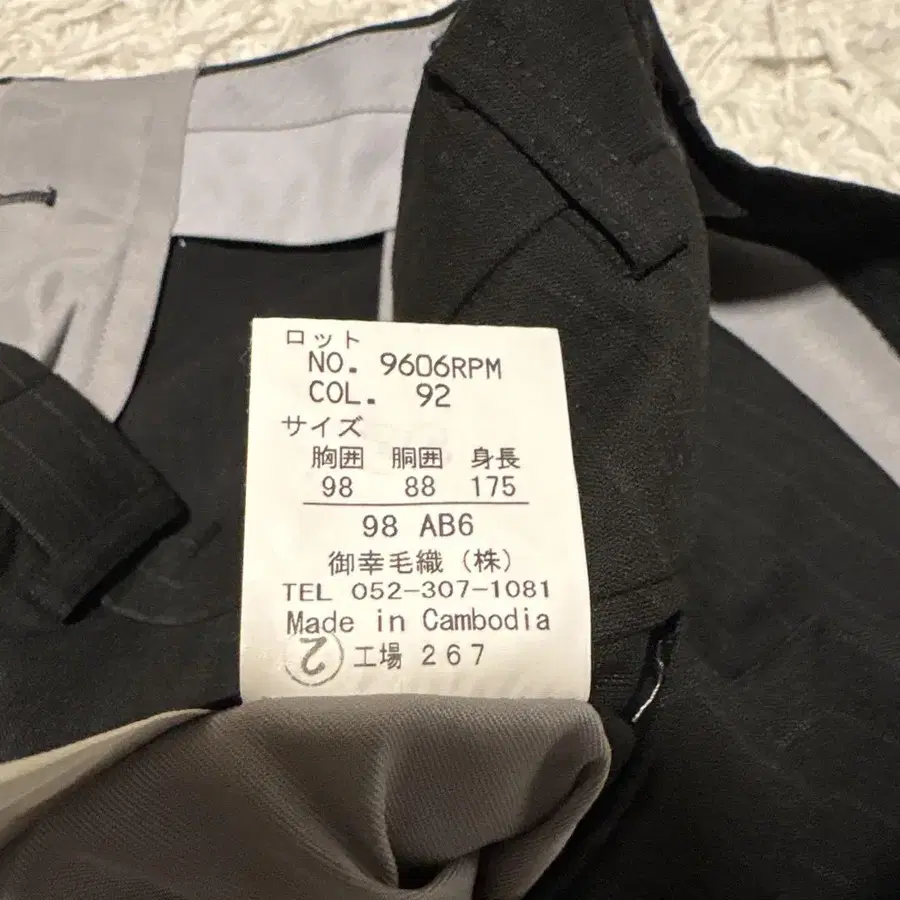 ロット
NO. 9606RPM
COL. 92
サイズ
胸囲 胴囲 身長
98 88 175
98 AB6
御幸毛織（株）
TEL 052-307-1081
Made in Cambodia
② 工場 267